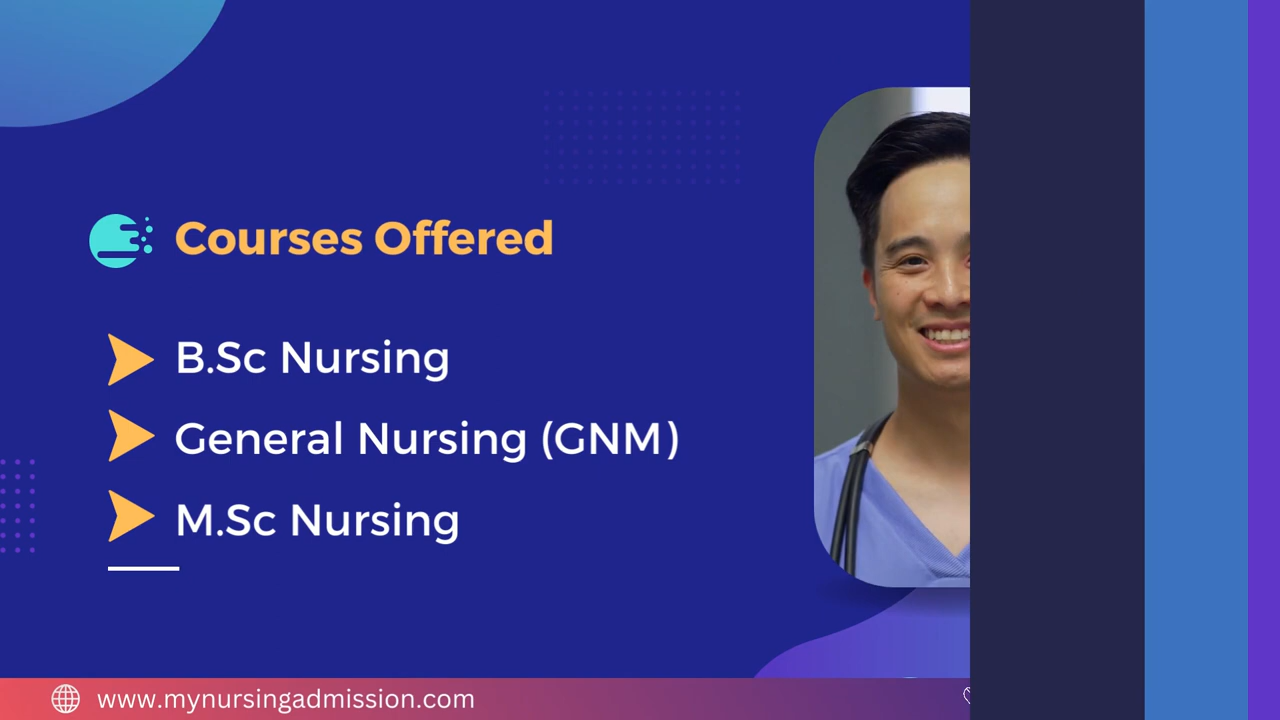 Courses Offered
B.Sc Nursing
General Nursing (GNM)
M.Sc Nursing
www.mynursingadmission.com